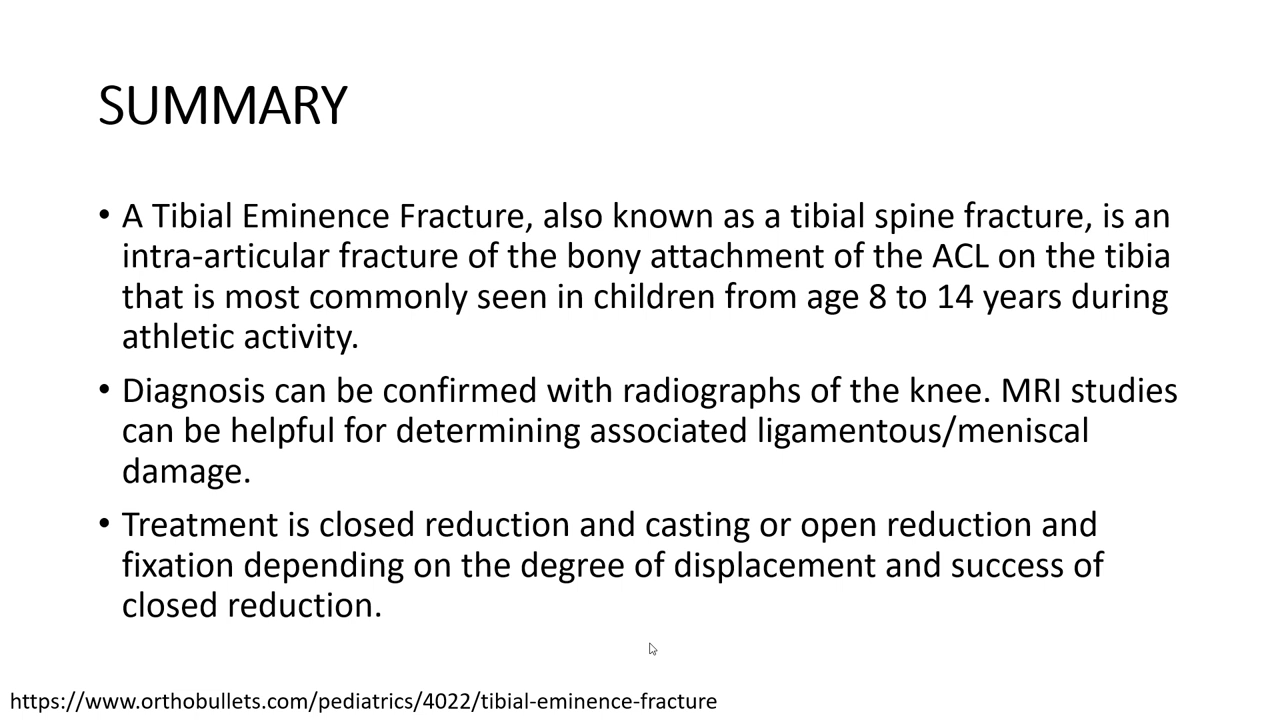 SUMMARY
• A Tibial Eminence Fracture, also known as a tibial spine fracture, is an
intra-articular fracture of the bony attachment of the ACL on the tibia
that is most commonly seen in children from age 8 to 14 years during
athletic activity.
• Diagnosis can be confirmed with radiographs of the knee. MRI studies
can be helpful for determining associated ligamentous/meniscal
damage.
• Treatment is closed reduction and casting or open reduction and
fixation depending on the degree of displacement and success of
closed reduction.
https://www.orthobullets.com/pediatrics/4022/tibial-eminence-fracture